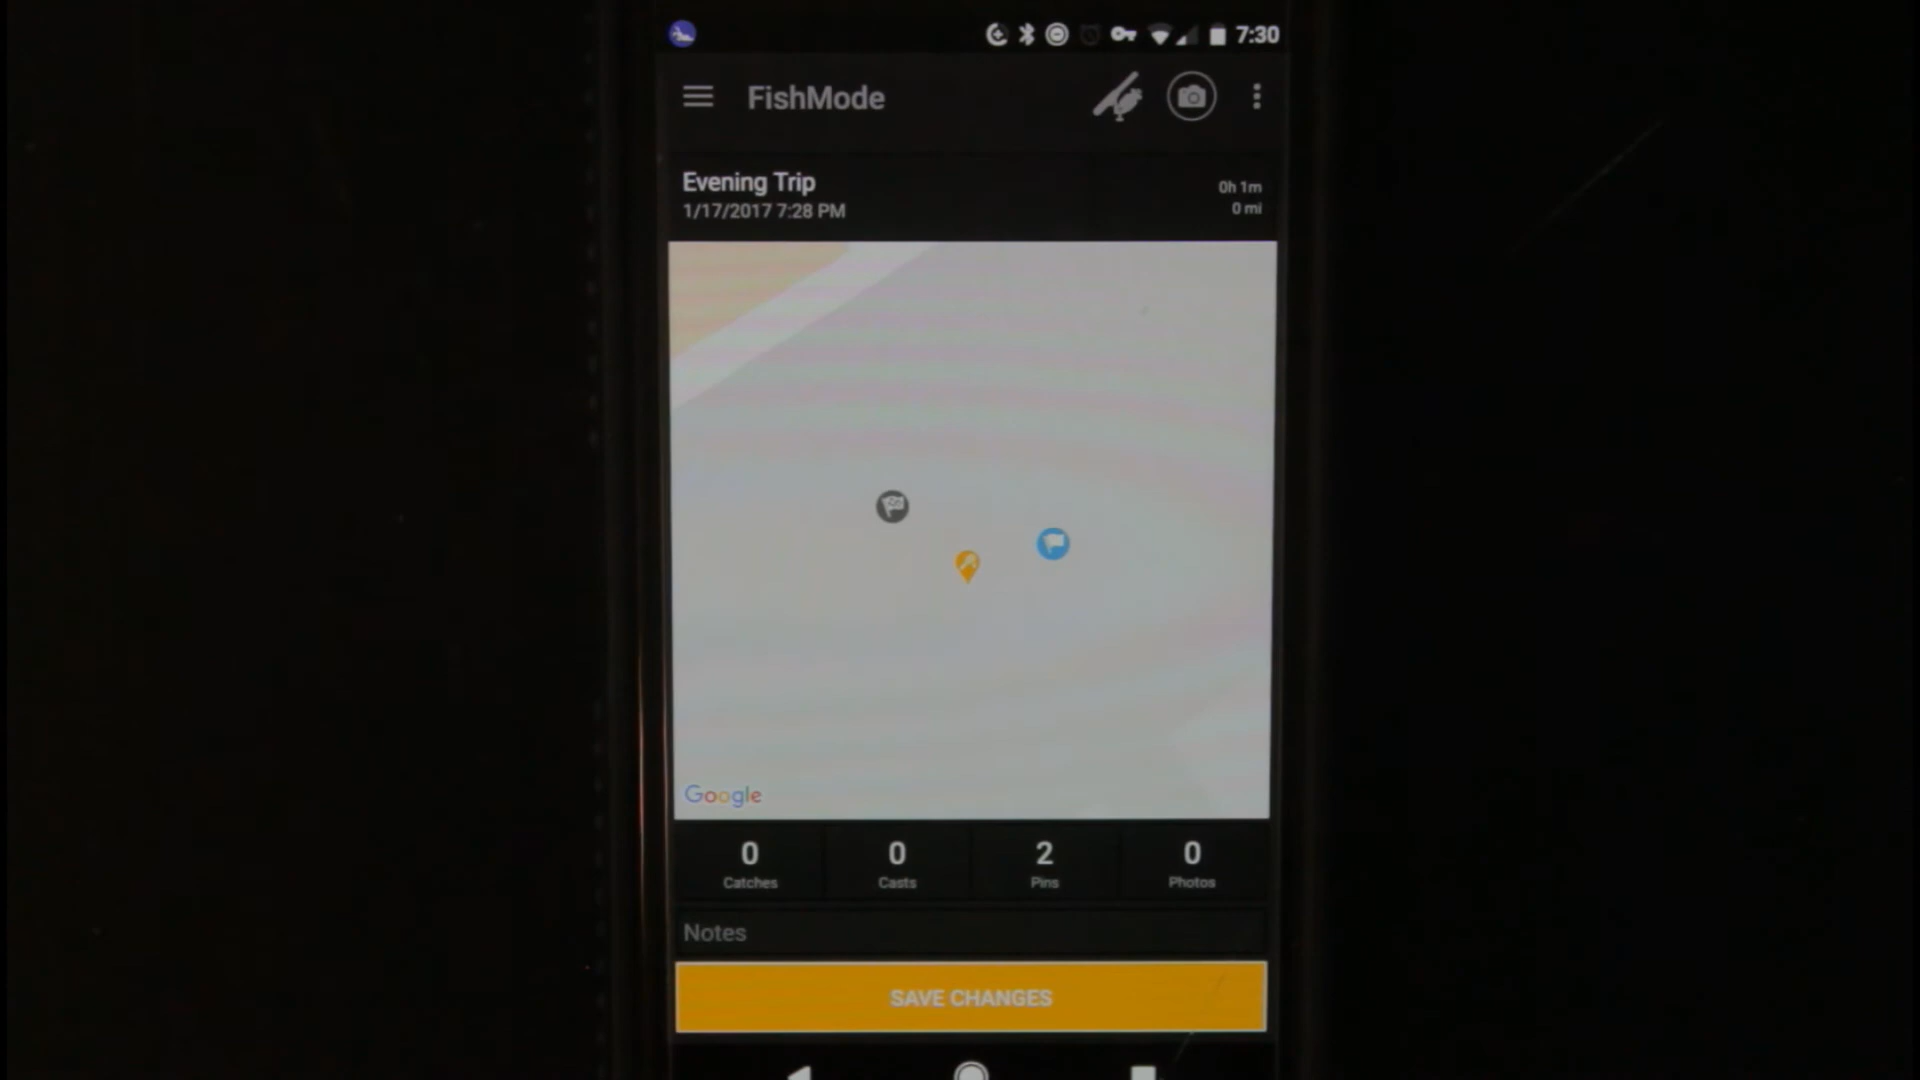 7:30
FishMode
Evening Trip
0h 1m
1/17/2017 7:28 PM
0 mi
Google
0
0
2
0
Catches
Casts
Pins
Photos
Notes
SAVE CHANGES